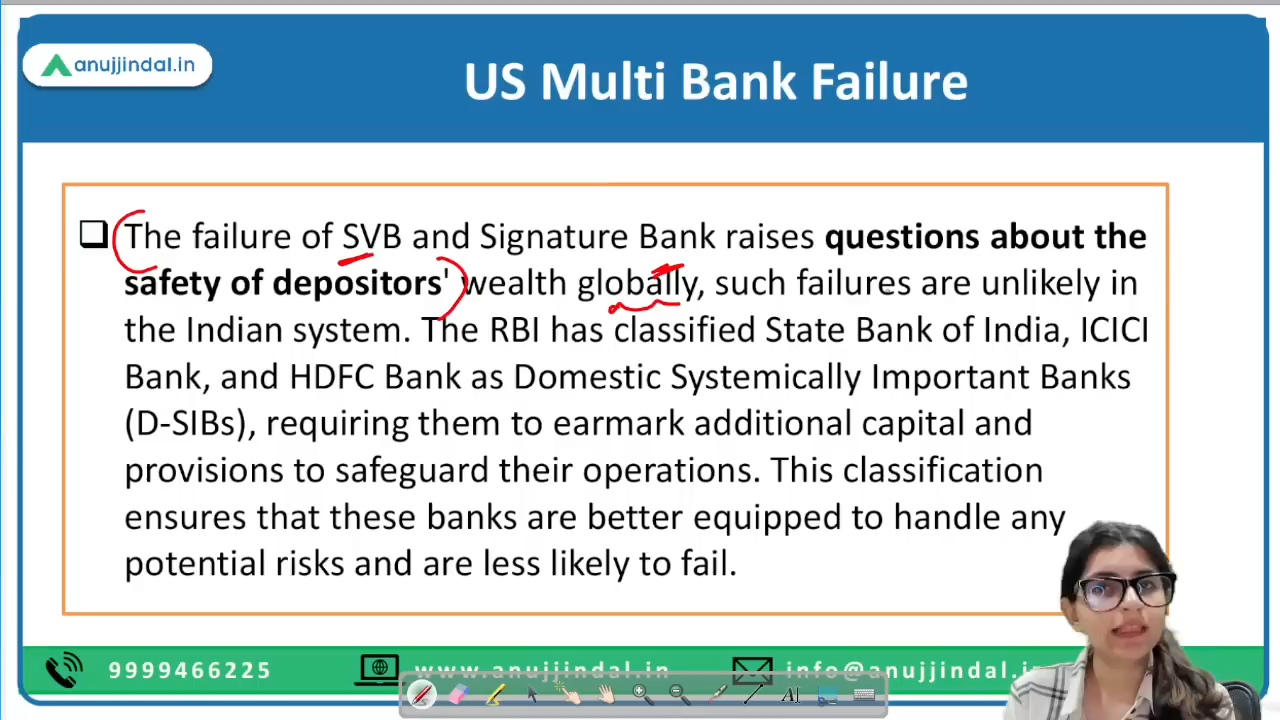 anujjindal.in
US Multi Bank Failure
The failure of SVB and Signature Bank raises questions about the
safety of depositors' wealth globally, such failures are unlikely in
the Indian system. The RBI has classified State Bank of India, ICICI
Bank, and HDFC Bank as Domestic Systemically Important Banks
(D-SIBs), requiring them to earmark additional capital and
provisions to safeguard their operations. This classification
ensures that these banks are better equipped to handle any
potential risks and are less likely to fail.
9999466225
www.anujjindal.in
info@anujjindal.in